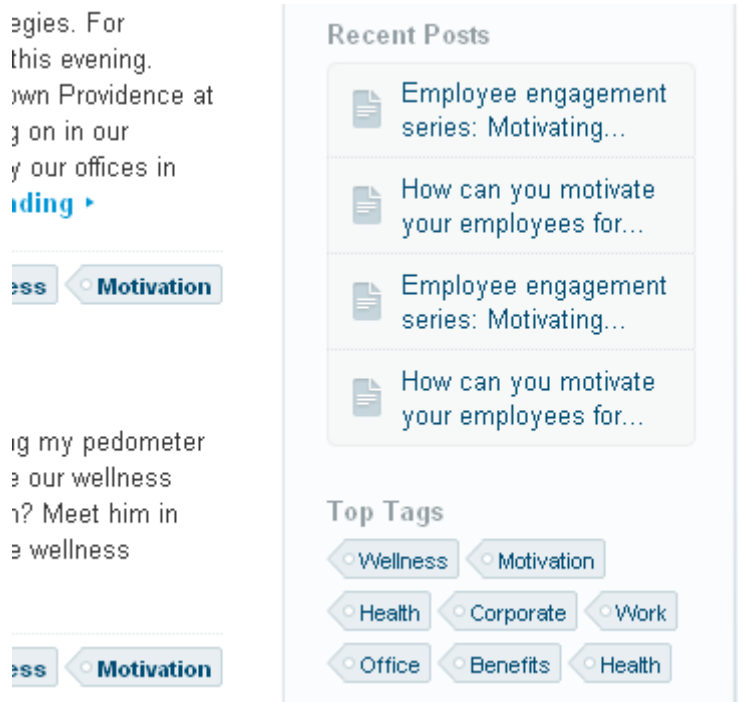 egies. For
this evening.
own Providence at
g on in our
y our offices in
ding ▸
ess Motivation
ng my pedometer
e our wellness
n? Meet him in
e wellness
ess Motivation
Recent Posts
Employee engagement
series: Motivating...
How can you motivate
your employees for...
Employee engagement
series: Motivating...
How can you motivate
your employees for...
Top Tags
Wellness Motivation
Health Corporate Work
Office Benefits Health